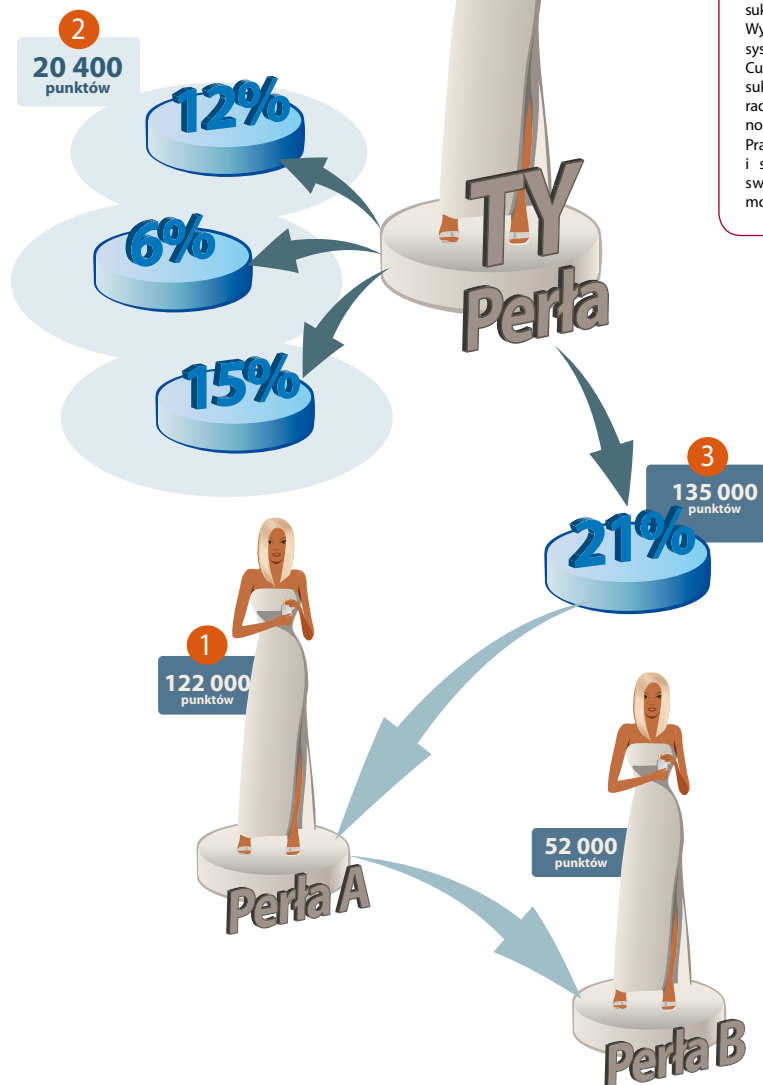 2
20 400
punktów
12%
6%
15%
TY
Perła
3
135 000
punktów
21%
1
122 000
punktów
Perła A
52 000
punktów
Perła B
i